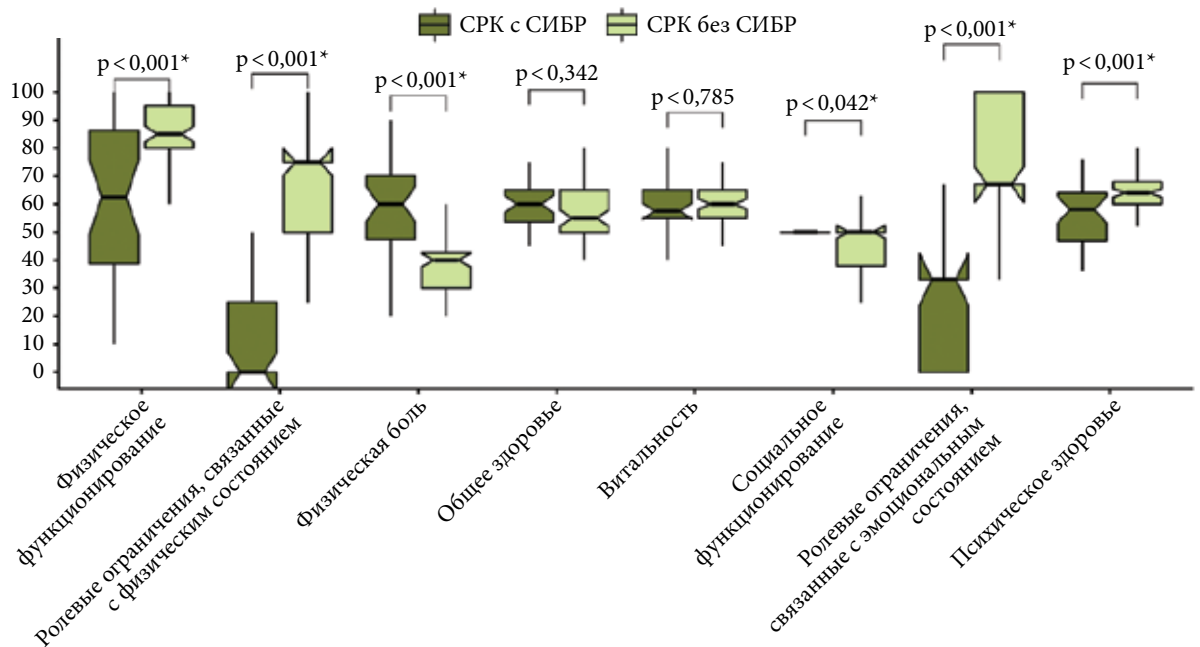 СРК с СИБР
СРК без СИБР
p < 0,001*
p < 0,001*
p < 0,001*
p < 0,342
p < 0,785
p < 0,042*
p < 0,001*
p < 0,001*
100
90
80
70
60
50
40
30
20
10
0
Физическое
функционирование
Ролевые ограничения, связанные
с физическим состоянием
Физическая боль
Общее здоровье
Витальность
Социальное
функционирование
Ролевые ограничения,
связанные с эмоциональным
состоянием
Психическое здоровье